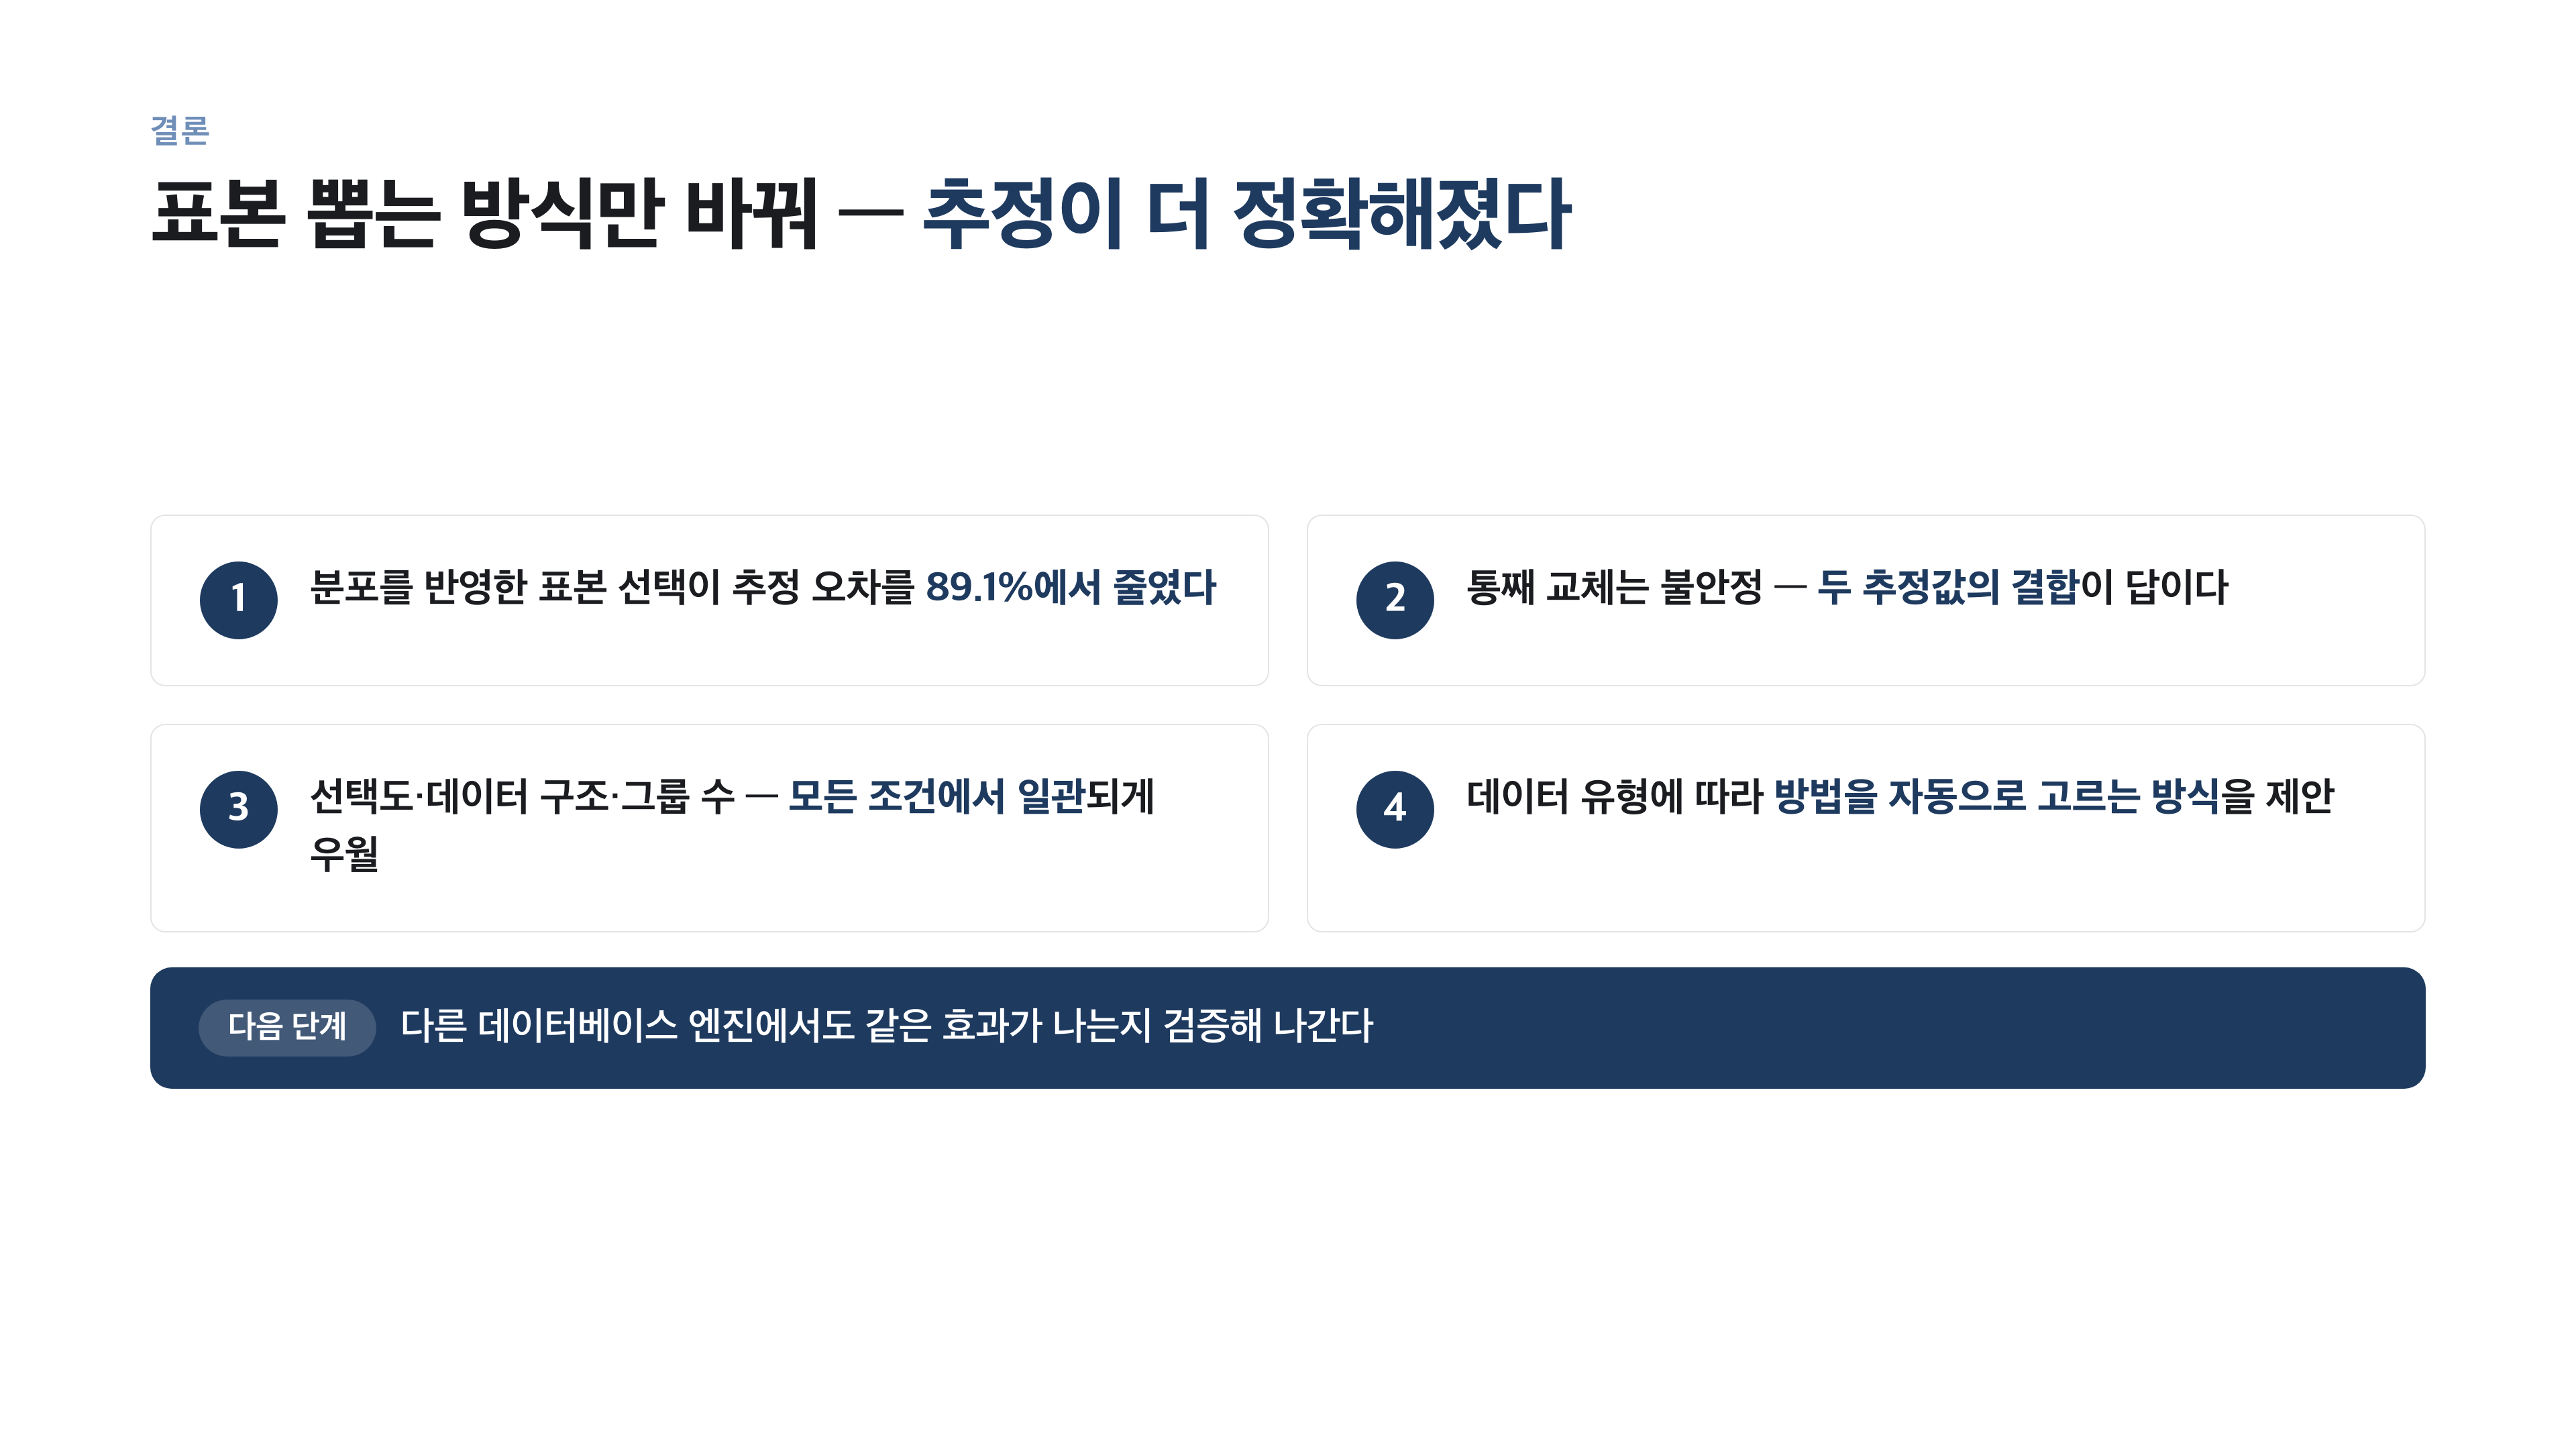 결론
표본 뽑는 방식만 바꿔 — 추정이 더 정확해졌다
1 분포를 반영한 표본 선택이 추정 오차를 89.1%에서 줄였다
2 통째 교체는 불안정 — 두 추정값의 결합이 답이다
3 선택도·데이터 구조·그룹 수 — 모든 조건에서 일관되게
우월
4 데이터 유형에 따라 방법을 자동으로 고르는 방식을 제안
다음 단계 다른 데이터베이스 엔진에서도 같은 효과가 나는지 검증해 나간다